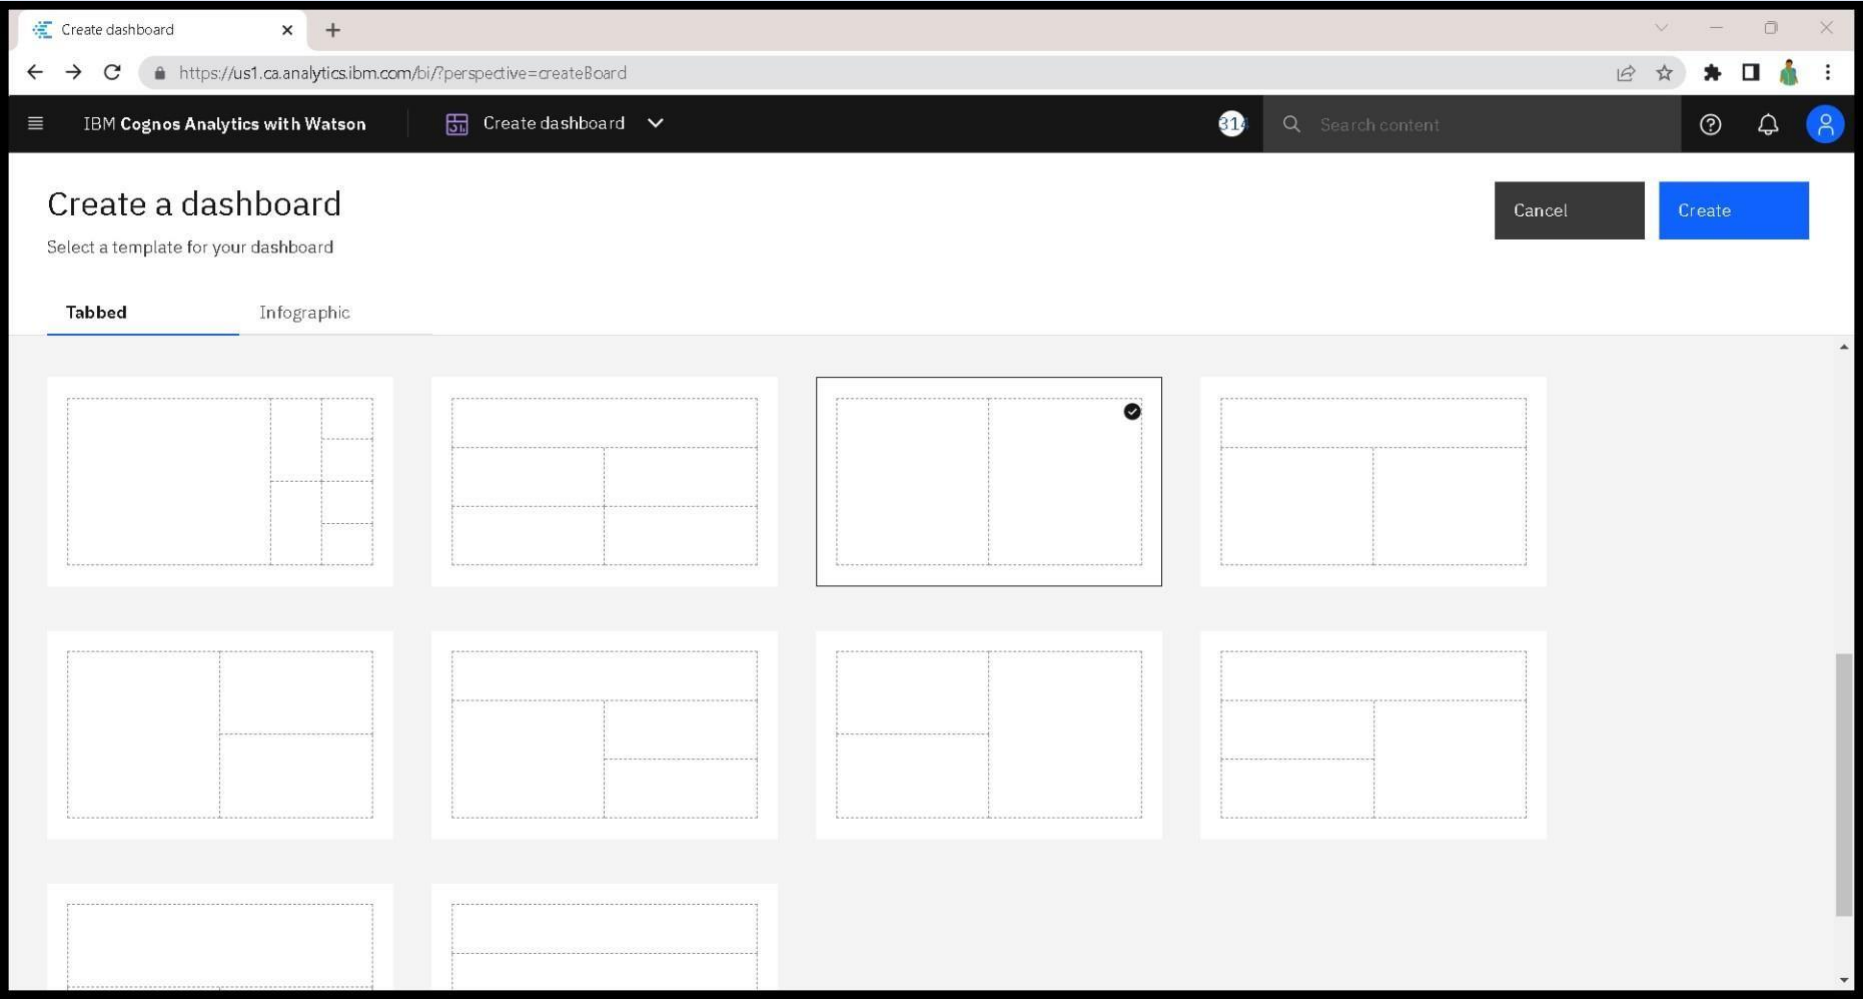 Create dashboard
https://us1.ca.analytics.ibm.com/bi/?perspective=createBoard
IBM Cognos Analytics with Watson
Create dashboard
314
Search content
Create a dashboard
Cancel
Create
Select a template for your dashboard
Tabbed
Infographic